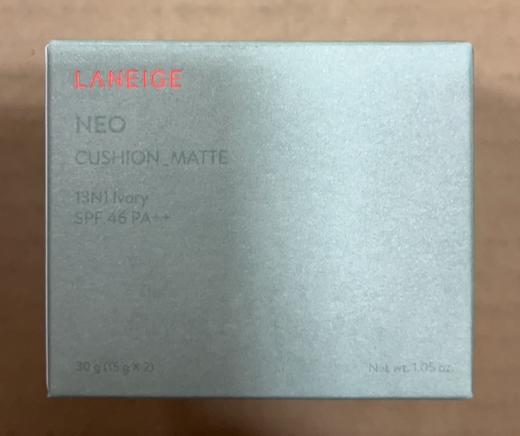 LANEIGE
NEO
CUSHION_MATTE
13N1 Ivory
SPF 46 PA++
30 g (15 g X 2)
Net wt. 1.05 oz.